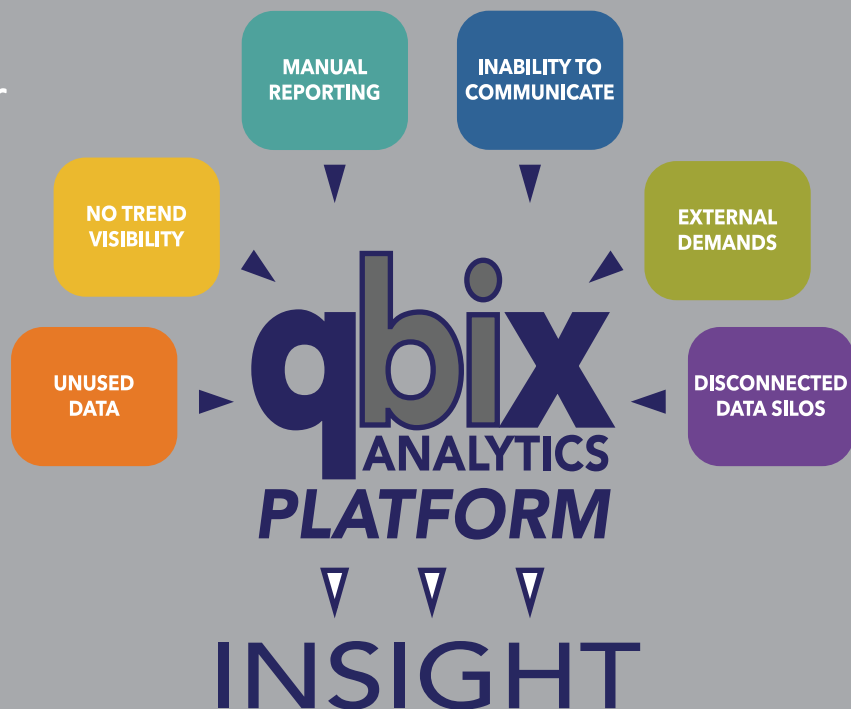 MANUAL
REPORTING
INABILITY TO
COMMUNICATE
NO TREND
VISIBILITY
EXTERNAL
DEMANDS
UNUSED
DATA
DISCONNECTED
DATA SILOS
qbix
ANALYTICS
PLATFORM
INSIGHT